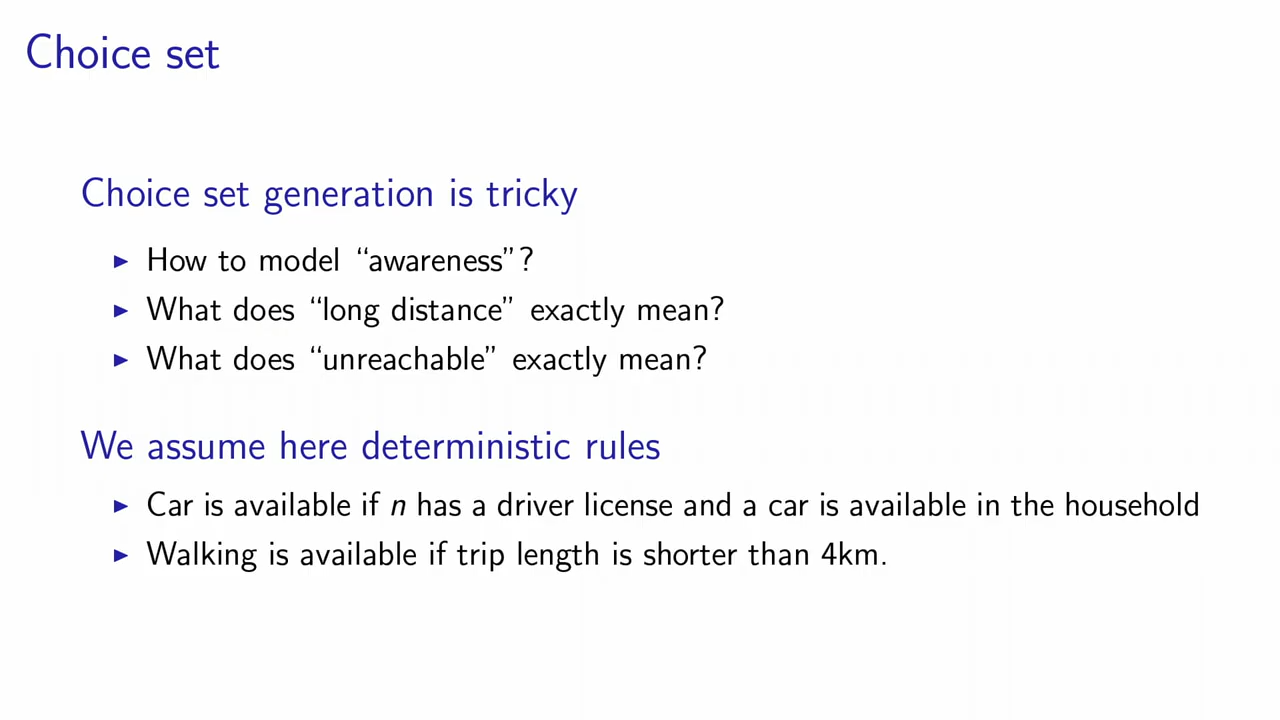 Choice set
Choice set generation is tricky
▶ How to model “awareness”?
▶ What does “long distance” exactly mean?
▶ What does “unreachable” exactly mean?
We assume here deterministic rules
▶ Car is available if n has a driver license and a car is available in the household
▶ Walking is available if trip length is shorter than 4km.